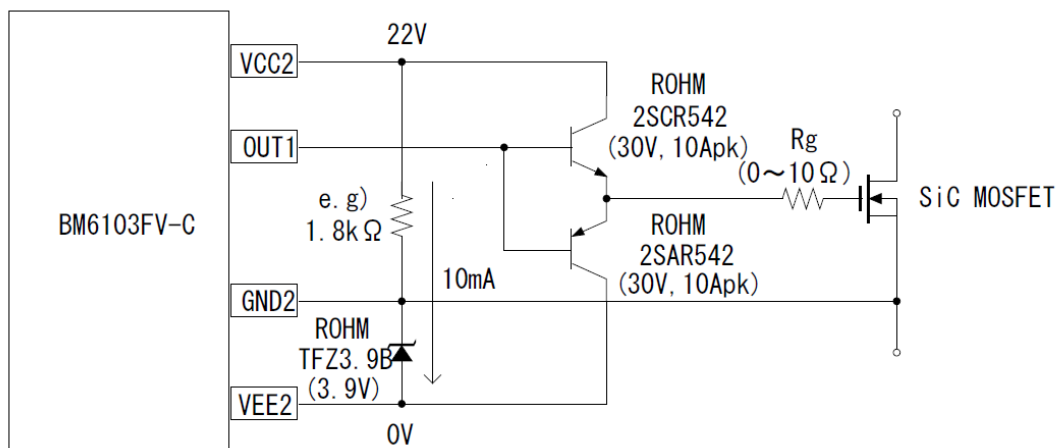 22V
VCC2
ROHM
2SCR542
(30V, 10Apk)
OUT1
Rg
(0～10Ω)
e.g)
1.8kΩ
BM6103FV-C
SiC MOSFET
ROHM
2SAR542
(30V, 10Apk)
10mA
GND2
ROHM
TFZ3.9B
(3.9V)
VEE2
0V